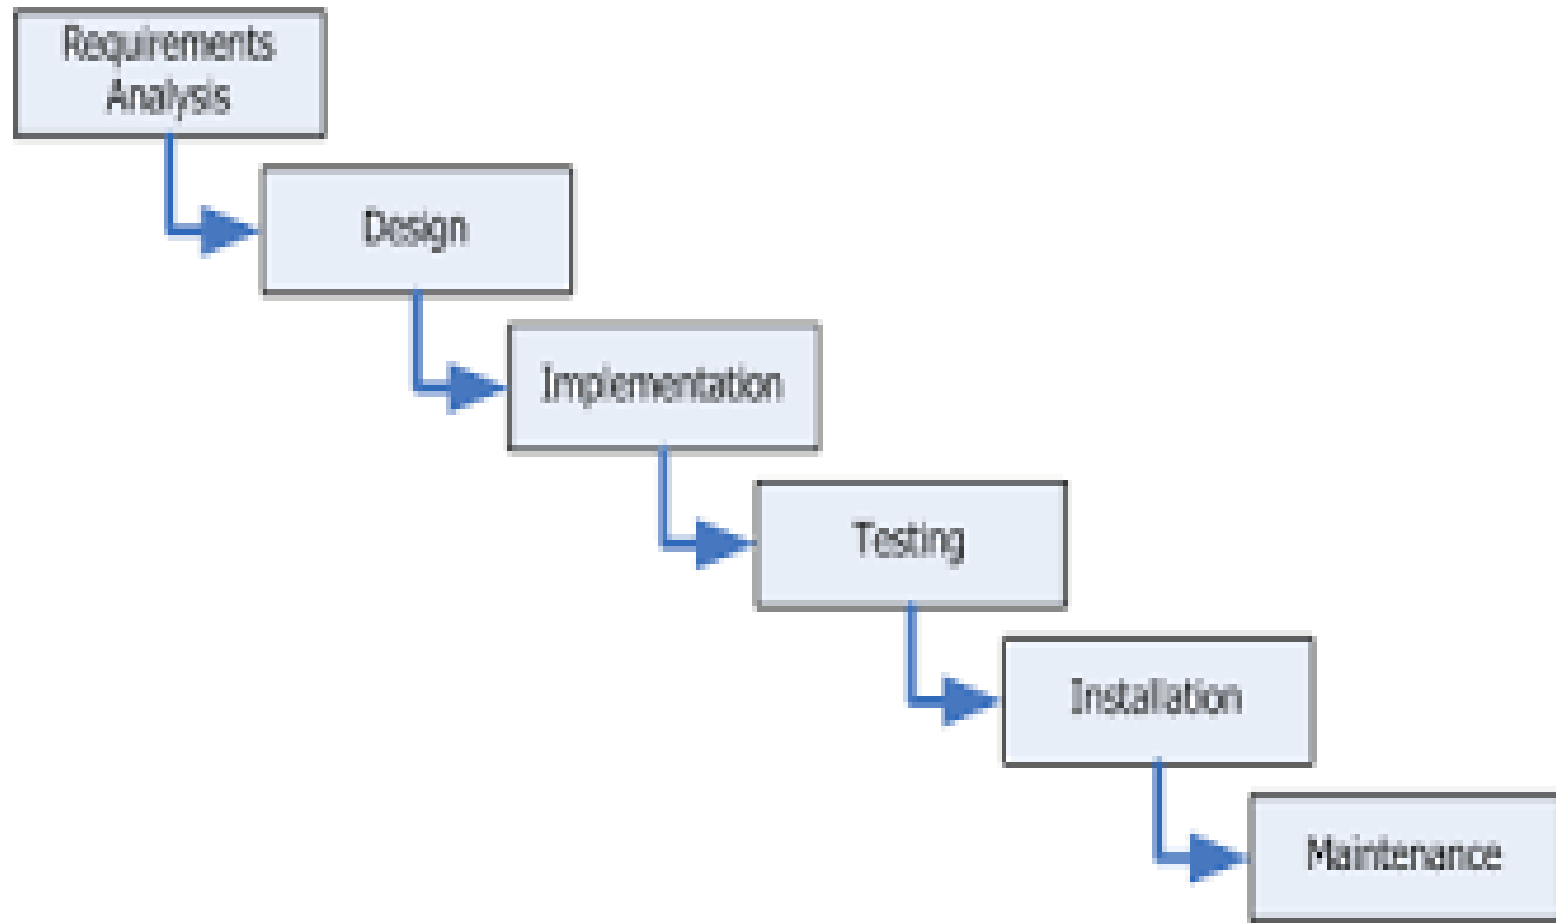 Requirements
Analysis
Design
Implementation
Testing
Installation
Maintenance